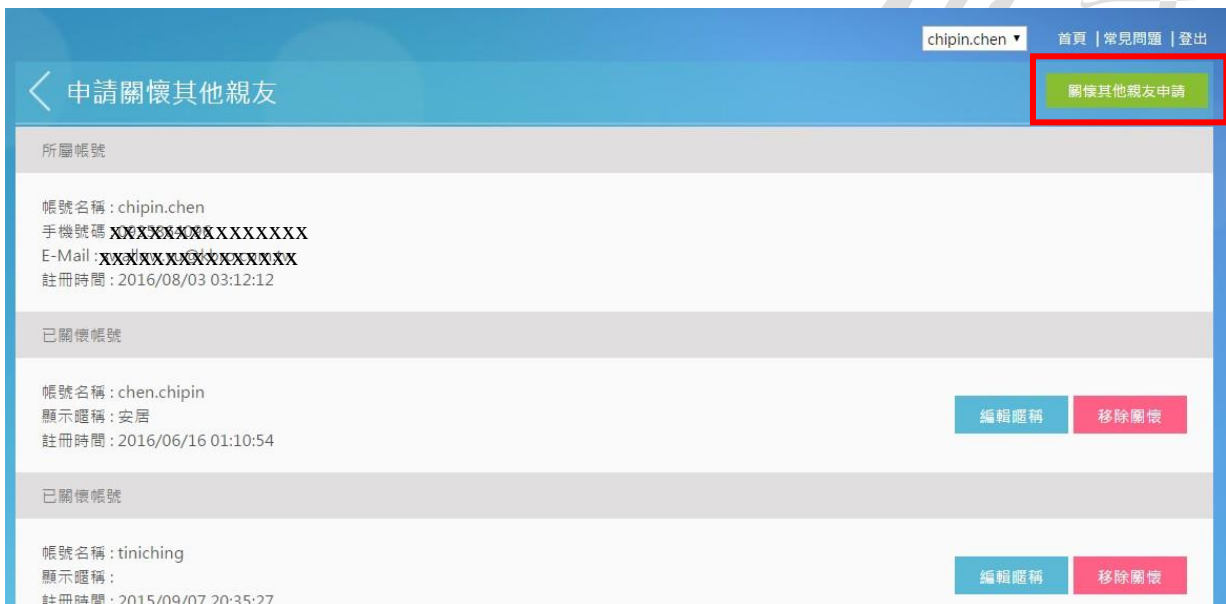 chipin.chen
首頁 | 常見問題 | 登出
申請關懷其他親友
關懷其他親友申請
所屬帳號
帳號名稱 : chipin.chen
手機號碼
E-Mail :
註冊時間 : 2016/08/03 03:12:12
已關懷帳號
帳號名稱 : chen.chipin
顯示暱稱 : 安居
註冊時間 : 2016/06/16 01:10:54
編輯暱稱 移除關懷
已關懷帳號
帳號名稱 : tiniching
顯示暱稱 :
註冊時間 : 2015/09/07 20:35:27
編輯暱稱 移除關懷